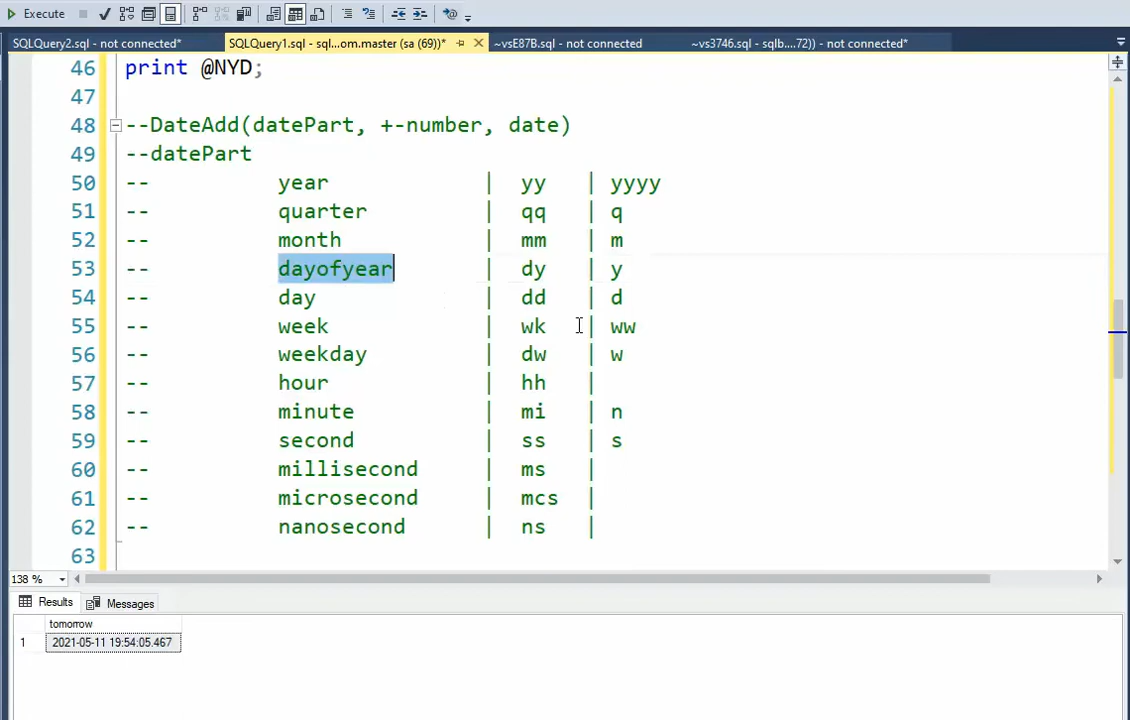 Execute
SQLQuery2.sql - not connected* SQLQuery1.sql - sql...om.master (sa (69))* ~vsE87B.sql - not connected ~vs3746.sql - sqlb....72)) - not connected*
46 print @NYD;
47
48 --DateAdd(datePart, +-number, date)
49 --datePart
50 -- year | yy | yyyy
51 -- quarter | qq | q
52 -- month | mm | m
53 -- dayofyear | dy | y
54 -- day | dd | d
55 -- week | wk | ww
56 -- weekday | dw | w
57 -- hour | hh |
58 -- minute | mi | n
59 -- second | ss | s
60 -- millisecond | ms |
61 -- microsecond | mcs |
62 -- nanosecond | ns |
63
138 %
Results Messages
tomorrow
1 2021-05-11 19:54:05.467